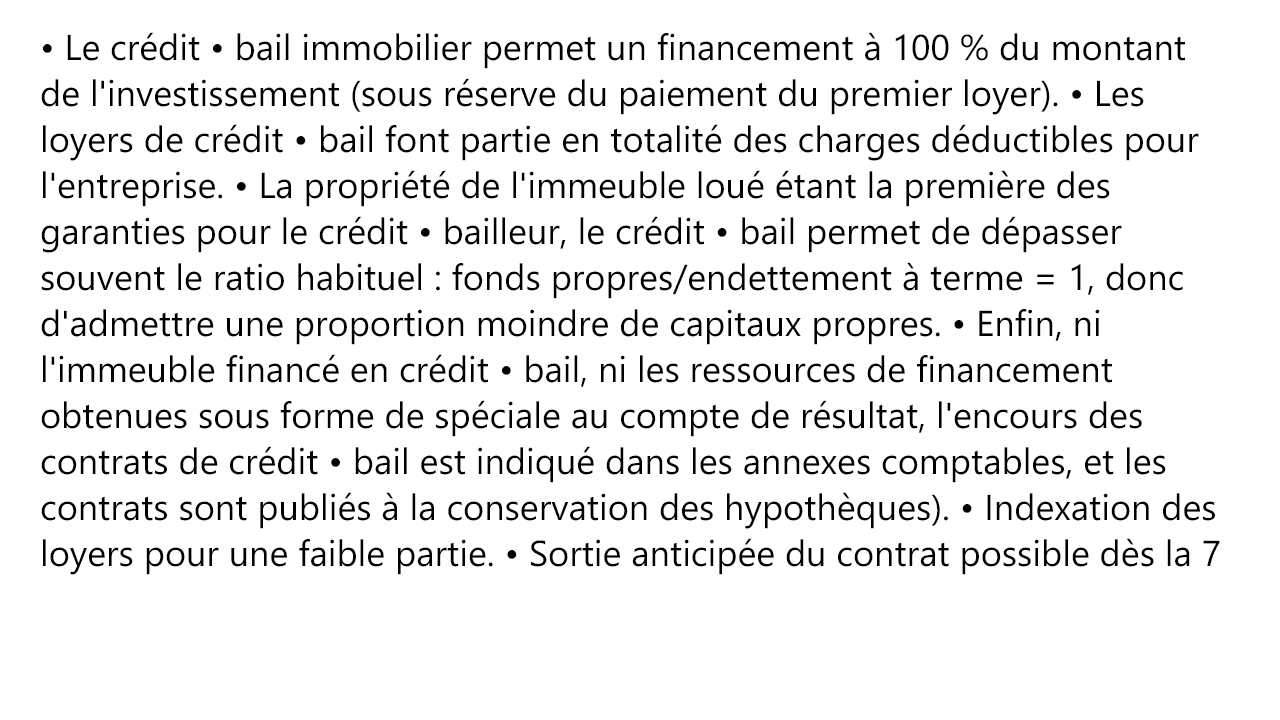 • Le crédit • bail immobilier permet un financement à 100 % du montant
de l'investissement (sous réserve du paiement du premier loyer). • Les
loyers de crédit • bail font partie en totalité des charges déductibles pour
l'entreprise. • La propriété de l'immeuble loué étant la première des
garanties pour le crédit • bailleur, le crédit • bail permet de dépasser
souvent le ratio habituel : fonds propres/endettement à terme = 1, donc
d'admettre une proportion moindre de capitaux propres. • Enfin, ni
l'immeuble financé en crédit • bail, ni les ressources de financement
obtenues sous forme de spéciale au compte de résultat, l'encours des
contrats de crédit • bail est indiqué dans les annexes comptables, et les
contrats sont publiés à la conservation des hypothèques). • Indexation des
loyers pour une faible partie. • Sortie anticipée du contrat possible dès la 7